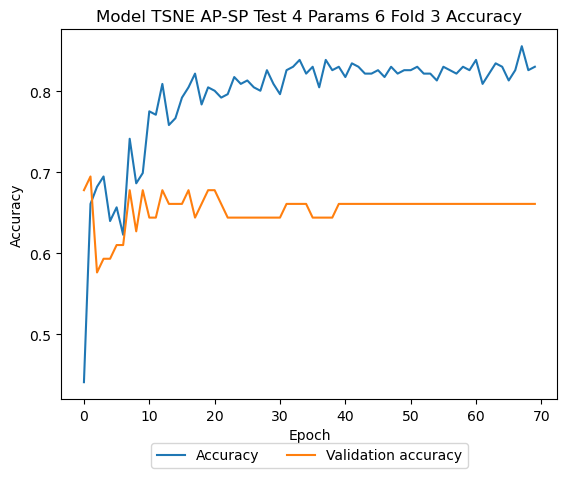 Model TSNE AP-SP Test 4 Params 6 Fold 3 Accuracy
Accuracy
0.8
0.7
0.6
0.5
0 10 20 30 40 50 60 70
Epoch
Accuracy Validation accuracy